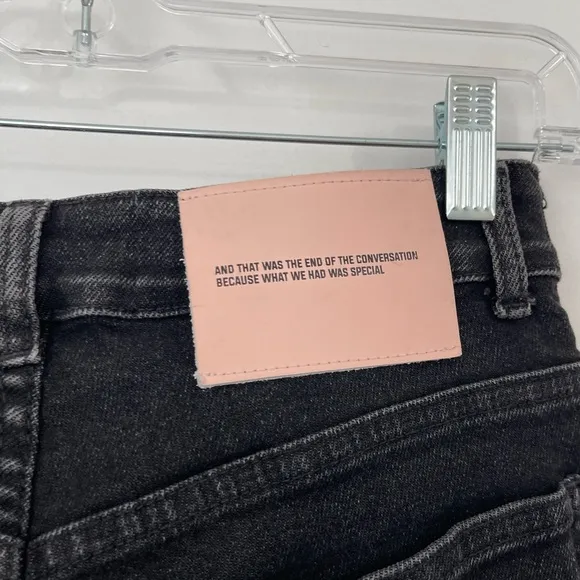 AND THAT WAS THE END OF THE CONVERSATION
BECAUSE WHAT WE HAD WAS SPECIAL